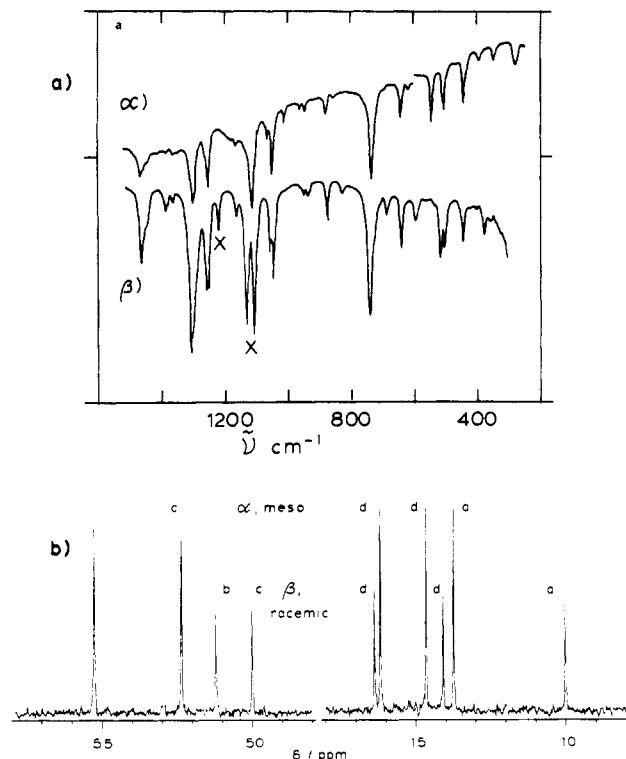 a
a)
α)
X
β)
X
1200 800 400
ν̃ cm⁻¹
c α, meso d d a
b)
b c β, d d a
racemic
55 50 15 10
δ / ppm